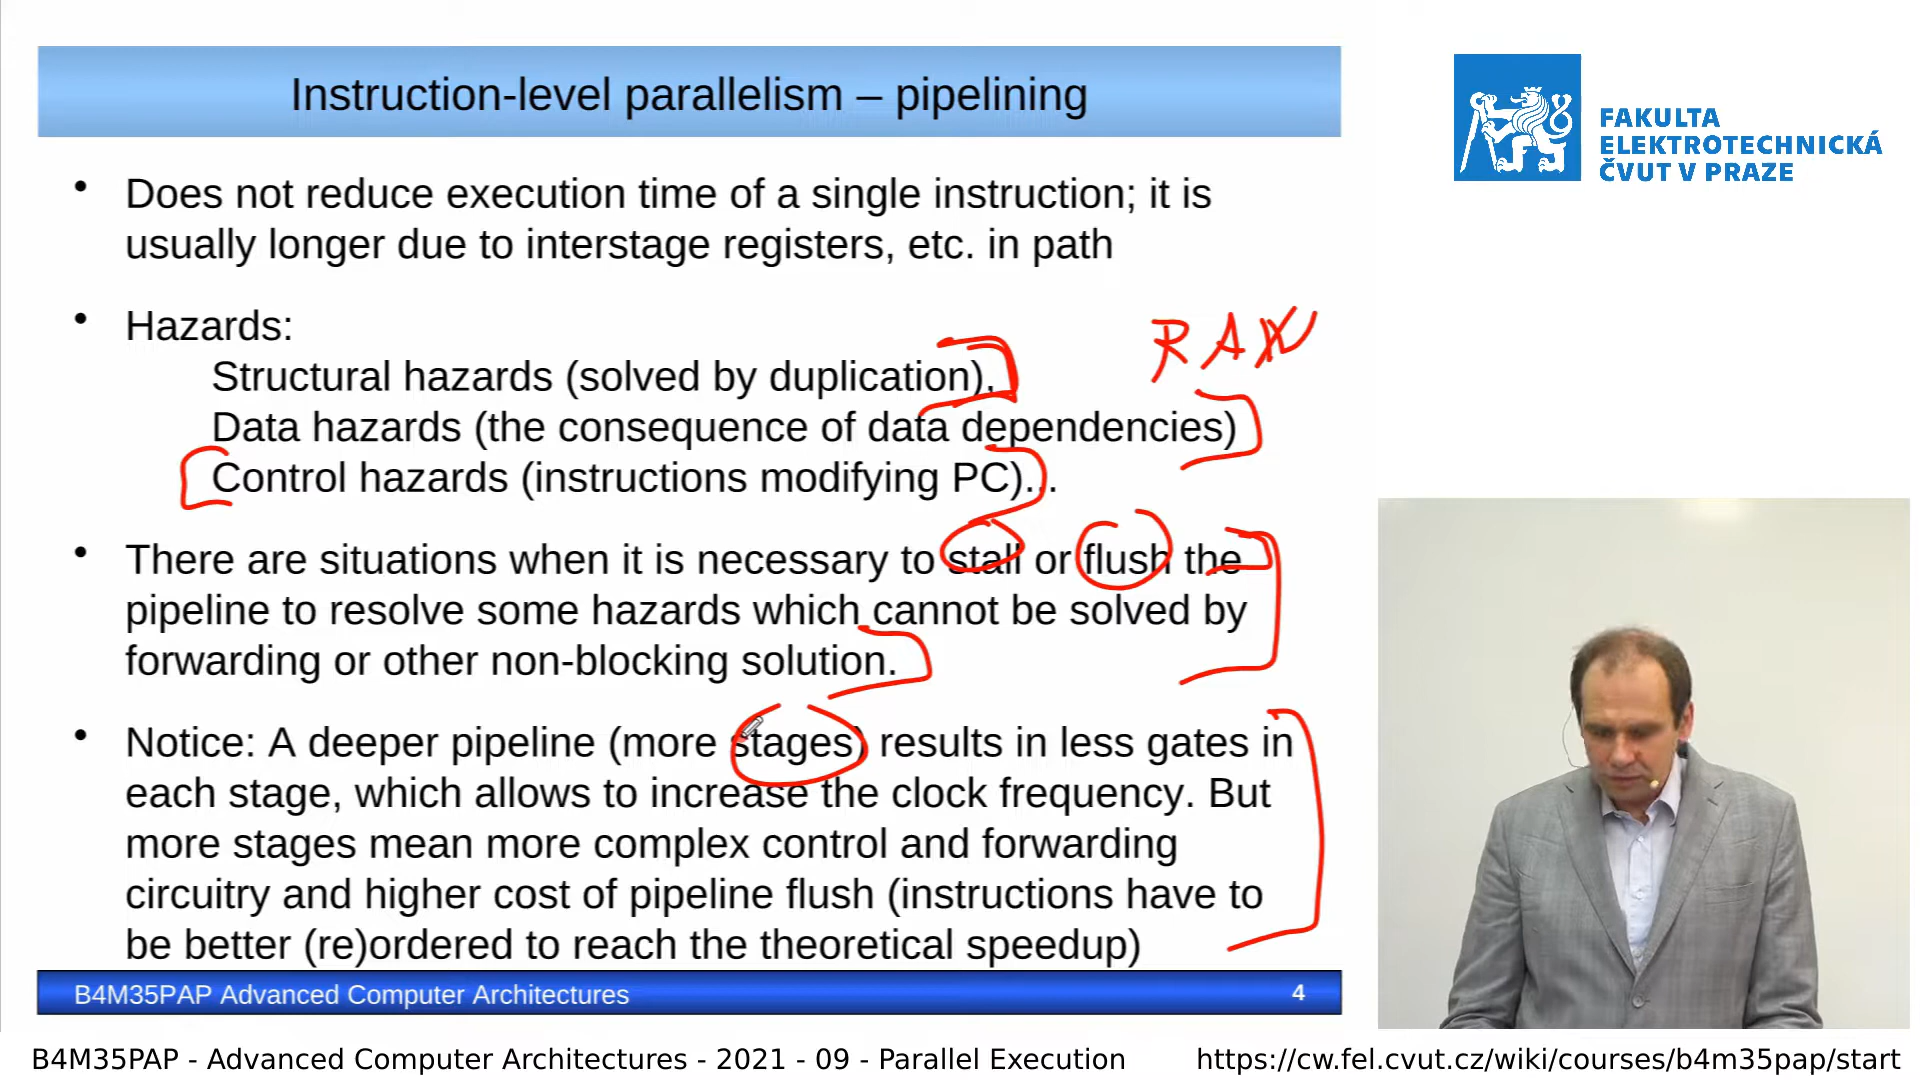 Instruction-level parallelism – pipelining
FAKULTA
ELEKTROTECHNICKÁ
ČVUT V PRAZE
• Does not reduce execution time of a single instruction; it is
usually longer due to interstage registers, etc. in path
• Hazards:
RAW
Structural hazards (solved by duplication),
Data hazards (the consequence of data dependencies)
Control hazards (instructions modifying PC)...
• There are situations when it is necessary to stall or flush the
pipeline to resolve some hazards which cannot be solved by
forwarding or other non-blocking solution.
• Notice: A deeper pipeline (more stages) results in less gates in
each stage, which allows to increase the clock frequency. But
more stages mean more complex control and forwarding
circuitry and higher cost of pipeline flush (instructions have to
be better (re)ordered to reach the theoretical speedup)
B4M35PAP Advanced Computer Architectures
4
B4M35PAP - Advanced Computer Architectures - 2021 - 09 - Parallel Execution
https://cw.fel.cvut.cz/wiki/courses/b4m35pap/start